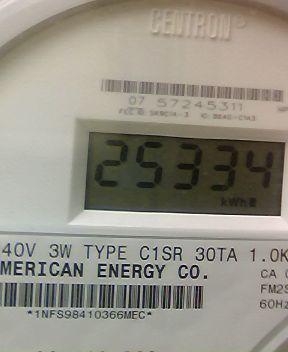 CENTRON®
07 57245311
25334
kWh
40V 3W TYPE C1SR 30TA 1.0K
MERICAN ENERGY CO.
CA
FM2S
60Hz
*1NFS98410366MEC*